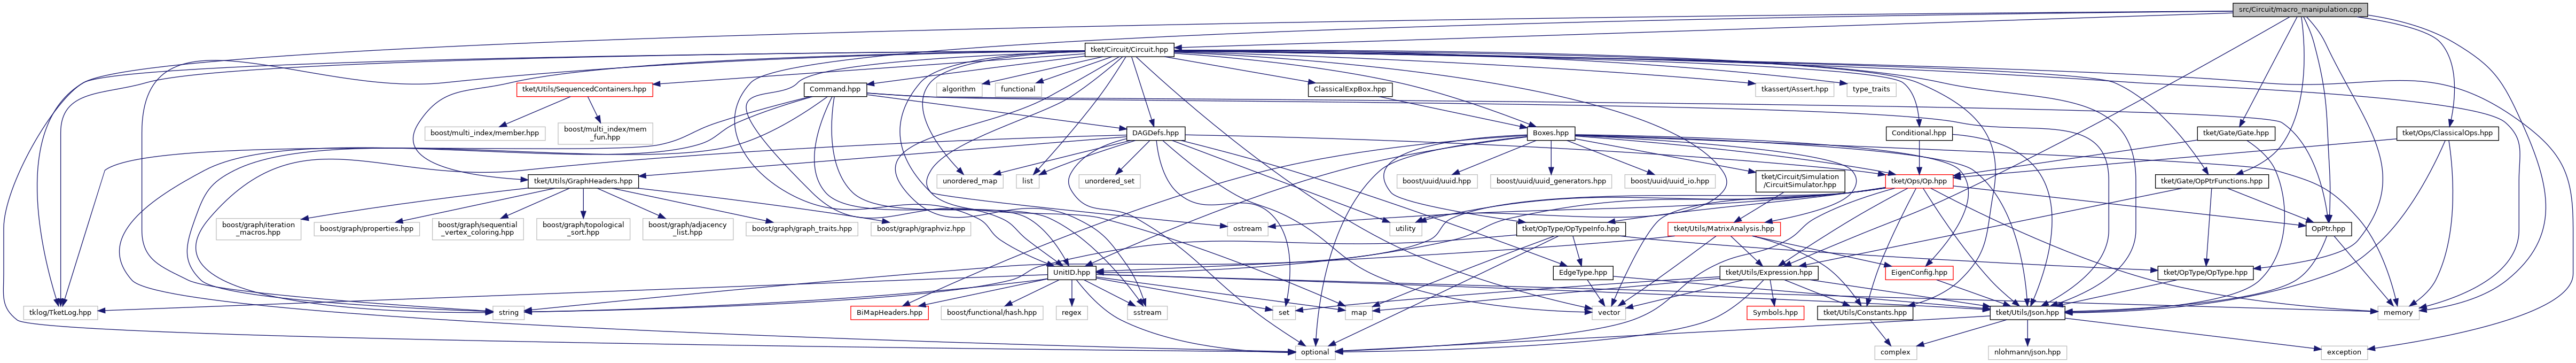 src/Circuit/macro_manipulation.cpp
tket/Circuit/Circuit.hpp
tket/Utils/SequencedContainers.hpp
Command.hpp
algorithm
functional
ClassicalExpBox.hpp
tkassert/Assert.hpp
type_traits
boost/multi_index/member.hpp
boost/multi_index/mem
_fun.hpp
DAGDefs.hpp
Boxes.hpp
Conditional.hpp
tket/Gate/Gate.hpp
tket/Ops/ClassicalOps.hpp
tket/Utils/GraphHeaders.hpp
unordered_map
list
unordered_set
boost/uuid/uuid.hpp
boost/uuid/uuid_generators.hpp
boost/uuid/uuid_io.hpp
tket/Circuit/Simulation
/CircuitSimulator.hpp
tket/Ops/Op.hpp
tket/Gate/OpPtrFunctions.hpp
boost/graph/iteration
_macros.hpp
boost/graph/properties.hpp
boost/graph/sequential
_vertex_coloring.hpp
boost/graph/topological
_sort.hpp
boost/graph/adjacency
_list.hpp
boost/graph/graph_traits.hpp
boost/graph/graphviz.hpp
ostream
utility
tket/OpType/OpTypeInfo.hpp
tket/Utils/MatrixAnalysis.hpp
OpPtr.hpp
UnitID.hpp
EdgeType.hpp
tket/Utils/Expression.hpp
EigenConfig.hpp
tket/OpType/OpType.hpp
tklog/TketLog.hpp
string
BiMapHeaders.hpp
boost/functional/hash.hpp
regex
sstream
set
map
vector
Symbols.hpp
tket/Utils/Constants.hpp
tket/Utils/Json.hpp
memory
optional
complex
nlohmann/json.hpp
exception